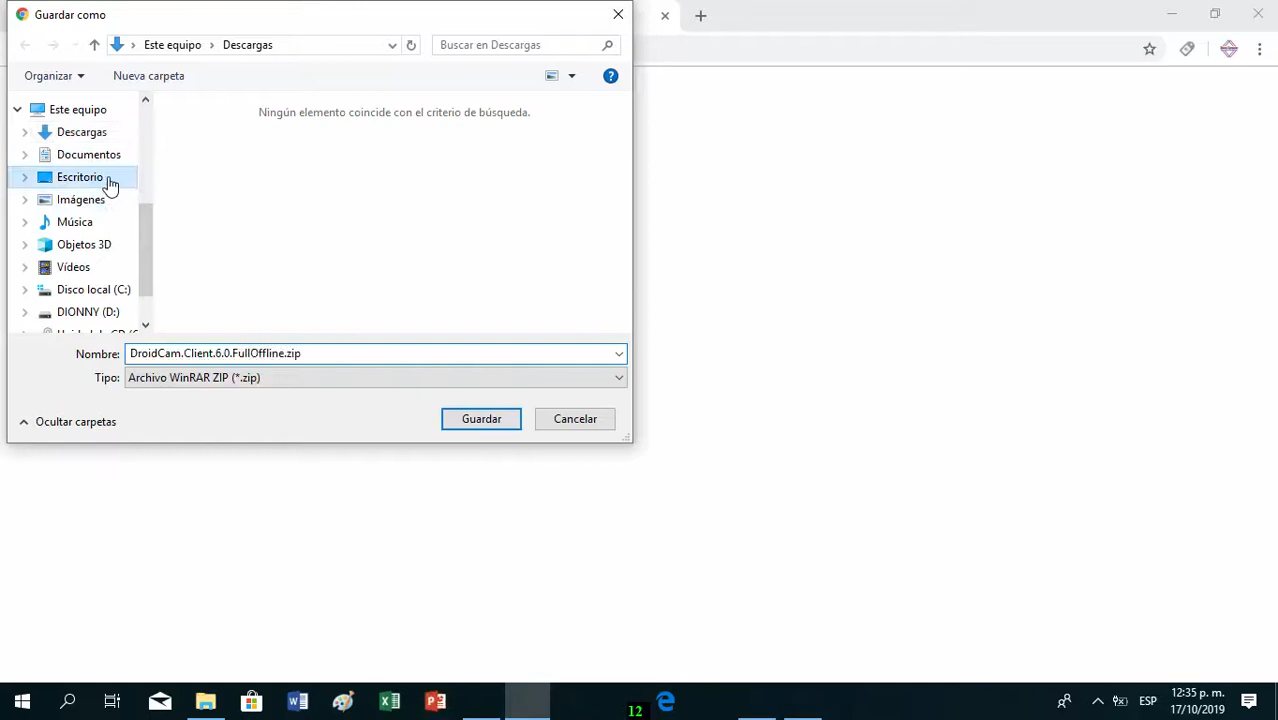 Guardar como
Este equipo > Descargas
Buscar en Descargas
Organizar
Nueva carpeta
Este equipo
Ningún elemento coincide con el criterio de búsqueda.
Descargas
Documentos
Escritorio
Imágenes
Música
Objetos 3D
Vídeos
Disco local (C:)
DIONNY (D:)
Nombre: DroidCam.Client.6.0.FullOffline.zip
Tipo: Archivo WinRAR ZIP (*.zip)
Ocultar carpetas
Guardar
Cancelar
12
ESP
12:35 p. m.
17/10/2019